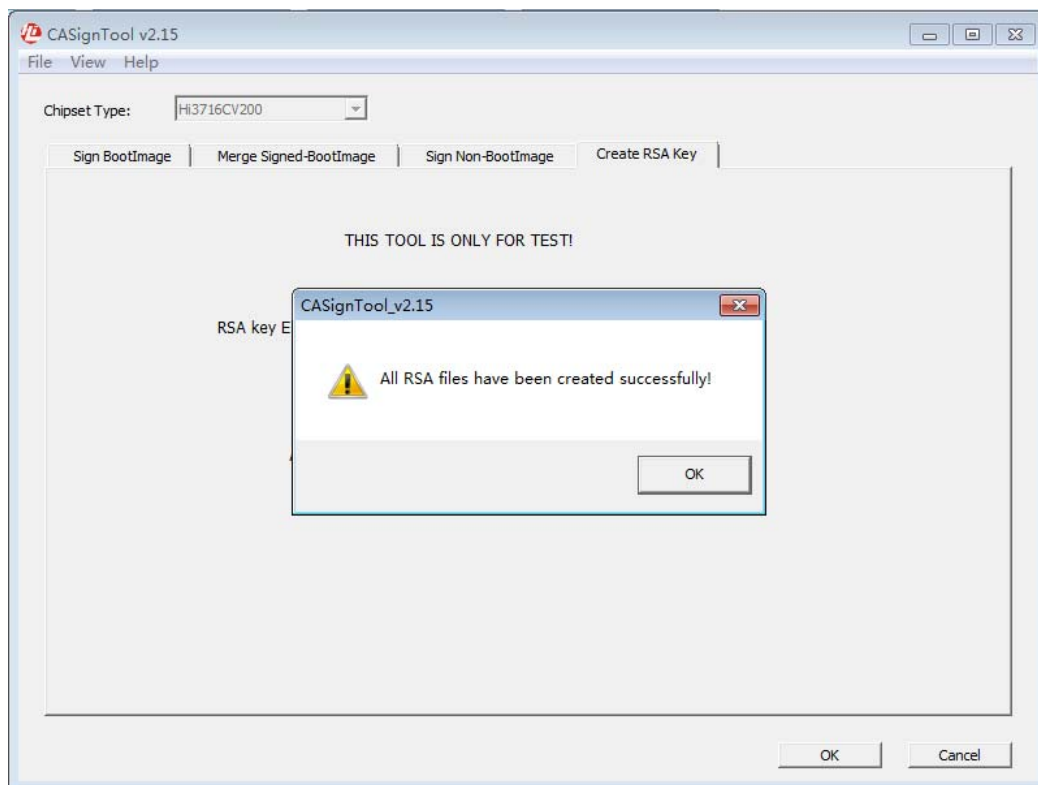 CASignTool v2.15
File View Help
Chipset Type: Hi3716CV200
Sign BootImage Merge Signed-BootImage Sign Non-BootImage Create RSA Key
THIS TOOL IS ONLY FOR TEST!
CASignTool_v2.15
RSA key E
All RSA files have been created successfully!
OK
OK Cancel